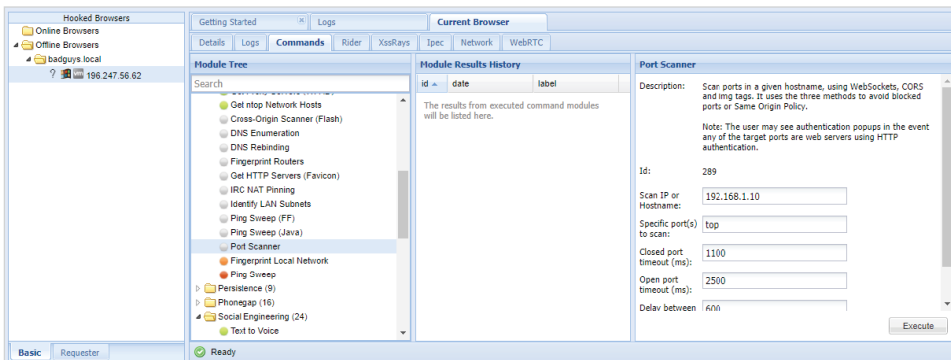 Hooked Browsers
Online Browsers
Offline Browsers
badguys.local
? 196.247.56.62
Basic Requester
Getting Started Logs Current Browser
Details Logs Commands Rider XssRays Ipec Network WebRTC
Module Tree
Search
Get ntop Network Hosts
Cross-Origin Scanner (Flash)
DNS Enumeration
DNS Rebinding
Fingerprint Routers
Get HTTP Servers (Favicon)
IRC NAT Pinning
Identify LAN Subnets
Ping Sweep (FF)
Ping Sweep (Java)
Port Scanner
Fingerprint Local Network
Ping Sweep
Persistence (9)
Phonegap (16)
Social Engineering (24)
Text to Voice
Module Results History
id date label
The results from executed command modules
will be listed here.
Port Scanner
Description: Scan ports in a given hostname, using WebSockets, CORS
and img tags. It uses the three methods to avoid blocked
ports or Same Origin Policy.
Note: The user may see authentication popups in the event
any of the target ports are web servers using HTTP
authentication.
Id: 289
Scan IP or
Hostname: 192.168.1.10
Specific port(s)
to scan: top
Closed port
timeout (ms): 1100
Open port
timeout (ms): 2500
Delay between 600
Execute
Ready